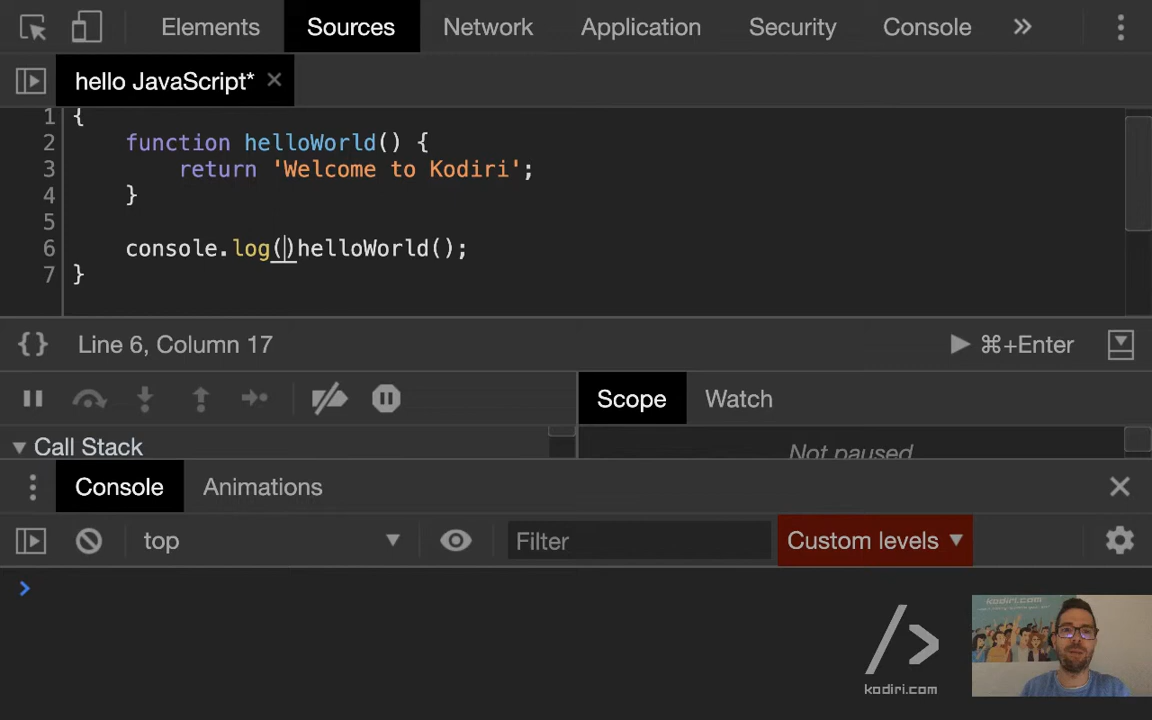 Elements Sources Network Application Security Console »
hello JavaScript* ×
1 {
2 function helloWorld() {
3 return 'Welcome to Kodiri';
4 }
5
6 console.log()helloWorld();
7 }
{} Line 6, Column 17 ⌘+Enter
Scope Watch
Call Stack Not paused
Console Animations
top Filter Custom levels
>
kodiri.com
</>
kodiri.com